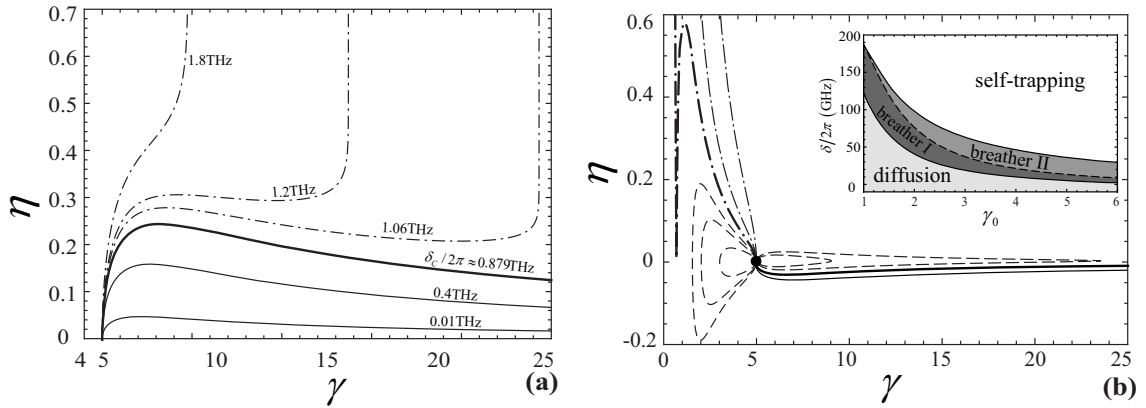 0.7
0.6
0.5
0.4
0.3
0.2
0.1
0
η
4 5 10 15 20 25
γ
(a)
1.8THz
1.2THz
1.06THz
δc/2π ≈0.879THz
0.4THz
0.01THz
0.6
0.4
0.2
0
-0.2
η
0 5 10 15 20 25
γ
(b)
200
150
100
50
0
δ/2π (GHz)
1 2 3 4 5 6
γ0
self-trapping
breather I
breather II
diffusion